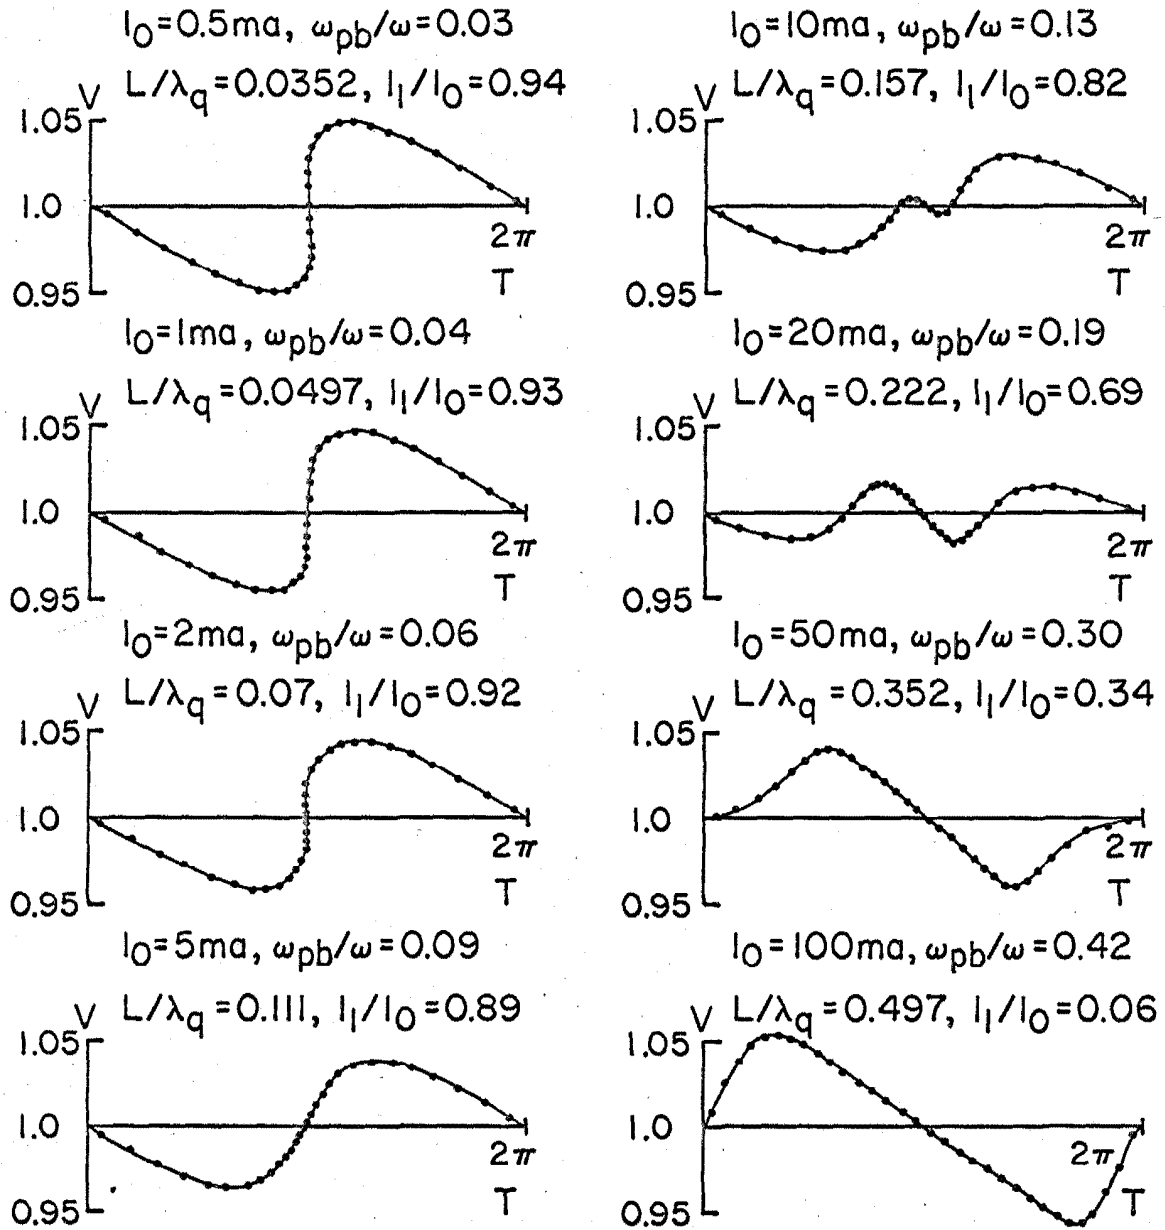 I₀=0.5ma, ωpb/ω=0.03
V L/λq=0.0352, I₁/I₀=0.94
1.05
1.0
2π
0.95
T
I₀=1ma, ωpb/ω=0.04
V L/λq=0.0497, I₁/I₀=0.93
1.05
1.0
2π
T
0.95
I₀=2ma, ωpb/ω=0.06
V L/λq=0.07, I₁/I₀=0.92
1.05
1.0
2π
T
0.95
I₀=5ma, ωpb/ω=0.09
V L/λq=0.111, I₁/I₀=0.89
1.05
1.0
2π
T
0.95
I₀=10ma, ωpb/ω=0.13
V L/λq=0.157, I₁/I₀=0.82
1.05
1.0
2π
T
0.95
I₀=20ma, ωpb/ω=0.19
V L/λq=0.222, I₁/I₀=0.69
1.05
1.0
2π
T
0.95
I₀=50ma, ωpb/ω=0.30
V L/λq=0.352, I₁/I₀=0.34
1.05
1.0
2π
T
0.95
I₀=100ma, ωpb/ω=0.42
V L/λq=0.497, I₁/I₀=0.06
1.05
1.0
2π
T
0.95